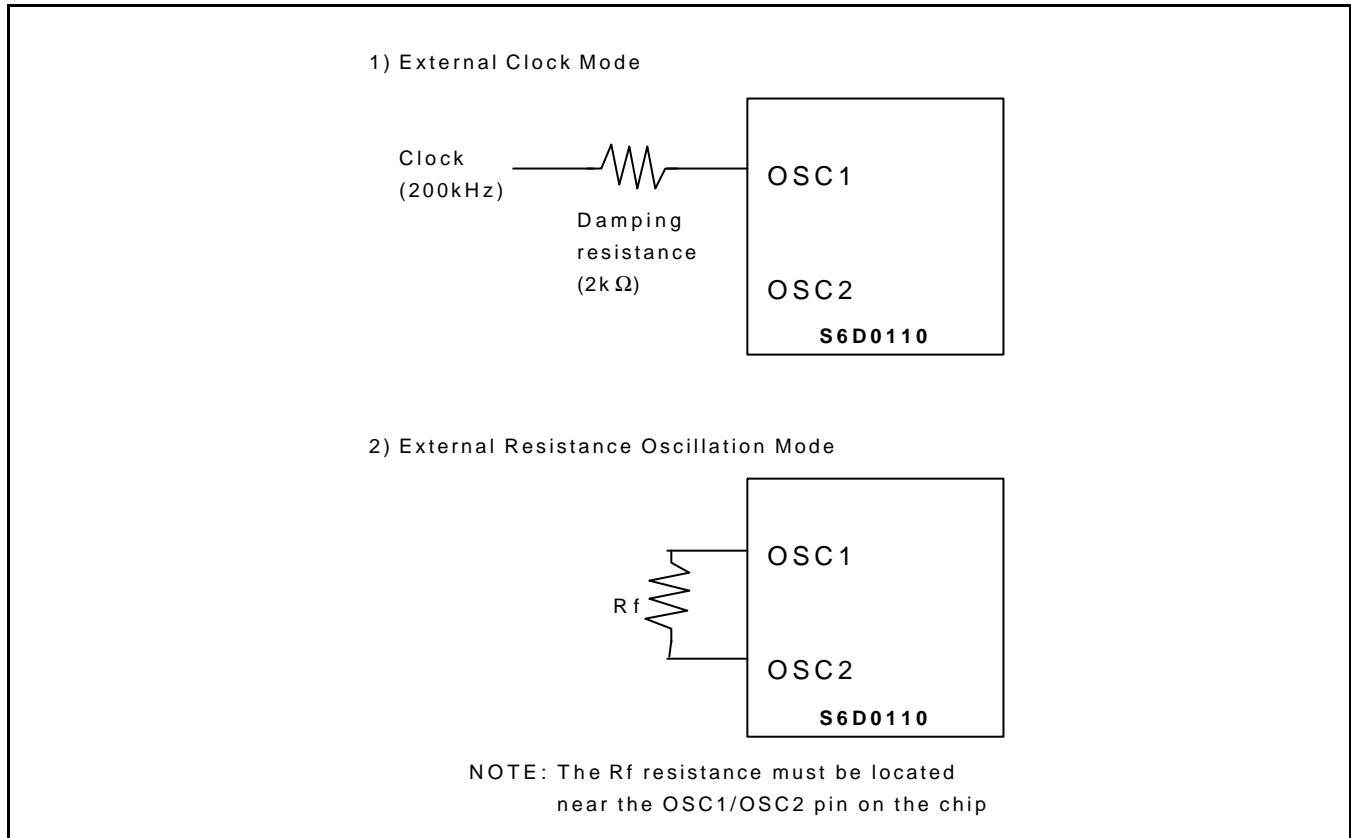 1) External Clock Mode
Clock
(200kHz)
Damping
resistance
(2k Ω)
OSC1
OSC2
S6D0110
2) External Resistance Oscillation Mode
Rf
OSC1
OSC2
S6D0110
NOTE: The Rf resistance must be located
near the OSC1/OSC2 pin on the chip